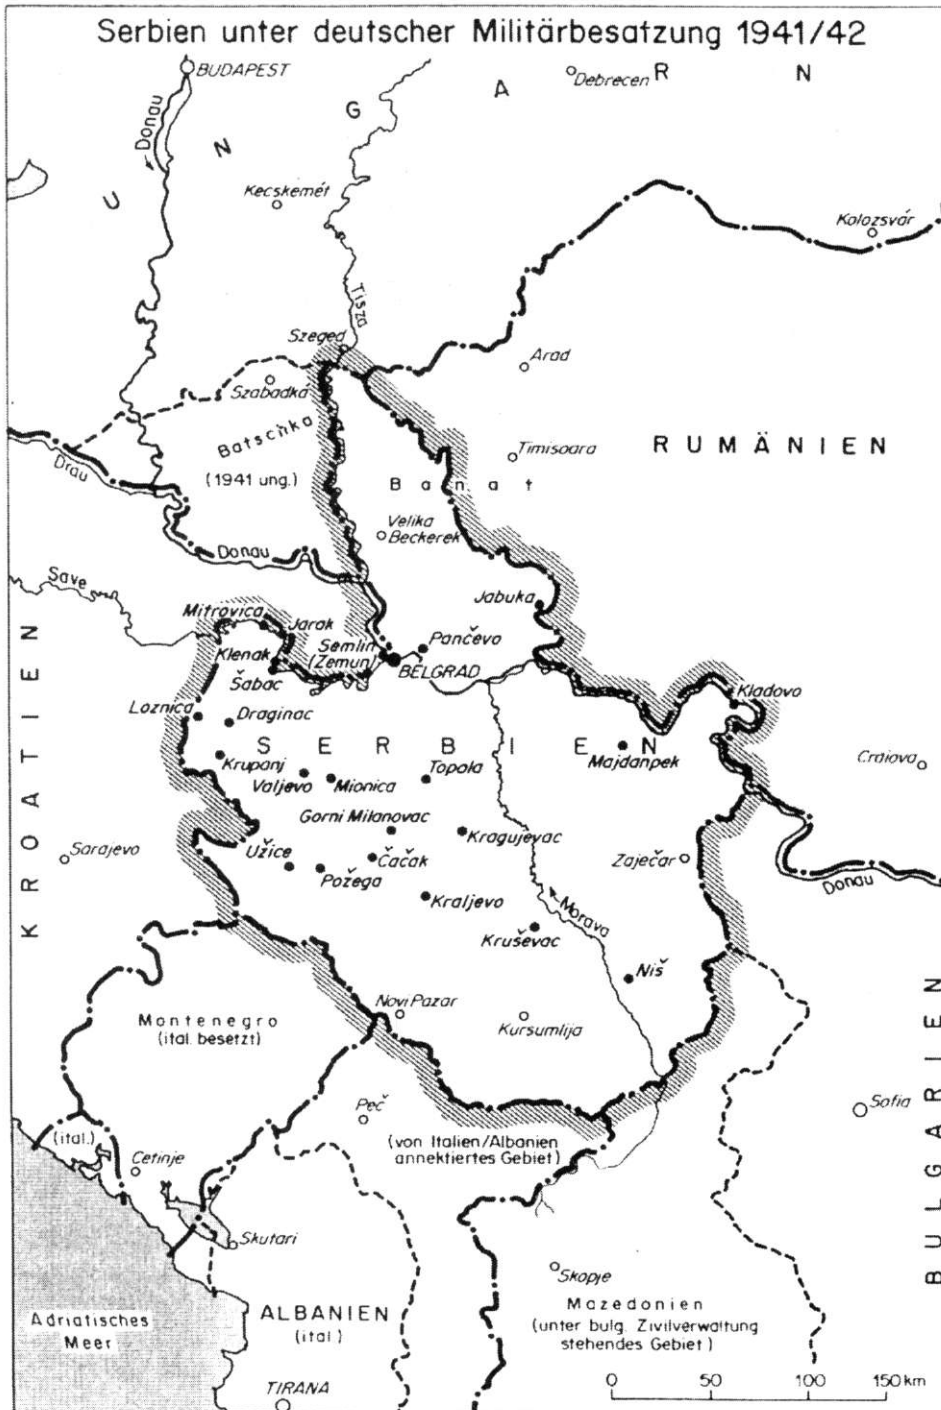 Serbien unter deutscher Militärbesatzung 1941/42
BUDAPEST
Debrecen
U N G A R N
Donau
Kecskemét
Kolozsvár
Tisza
Szeged
Arad
Szabadka
Batschka
(1941 ung.)
Timisoara
RUMÄNIEN
Drau
Banat
Velika
Beckerek
Donau
Save
Jabuka
Mitrovica
Jarak
Klenak
Semlin
(Zemun)
Pančevo
BELGRAD
Šabac
Kladovo
Loznica
Draginac
SERBIEN
Krupanj
Majdanpek
Craiova
Valjevo
Mionica
Topola
Gorni Milanovac
Kragujevac
KROATIEN
Sarajevo
Užice
Čačak
Zaječar
Požega
Donau
Kraljevo
Morava
Kruševac
Niš
Novi Pazar
Kursumlija
Montenegro
(ital. besetzt)
BULGARIEN
Sofia
Peč
(ital.)
(von Italien/Albanien
annektiertes Gebiet)
Cetinje
Skutari
Skopje
ALBANIEN
(ital.)
Mazedonien
(unter bulg. Zivilverwaltung
stehendes Gebiet)
Adriatisches
Meer
TIRANA
0 50 100 150 km